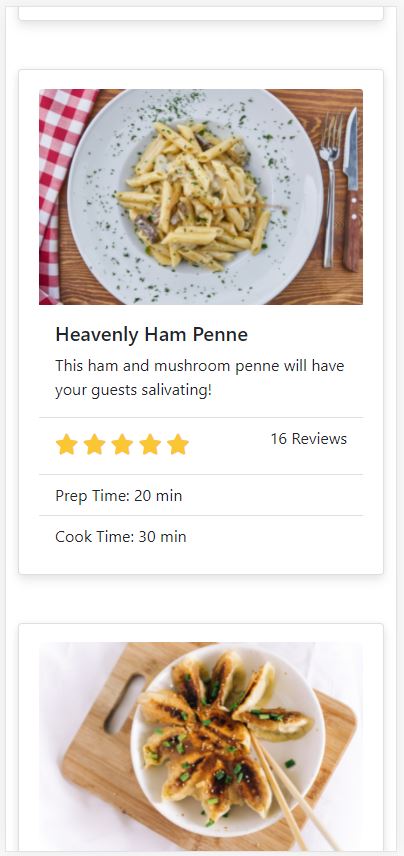 Heavenly Ham Penne
This ham and mushroom penne will have
your guests salivating!
16 Reviews
Prep Time: 20 min
Cook Time: 30 min